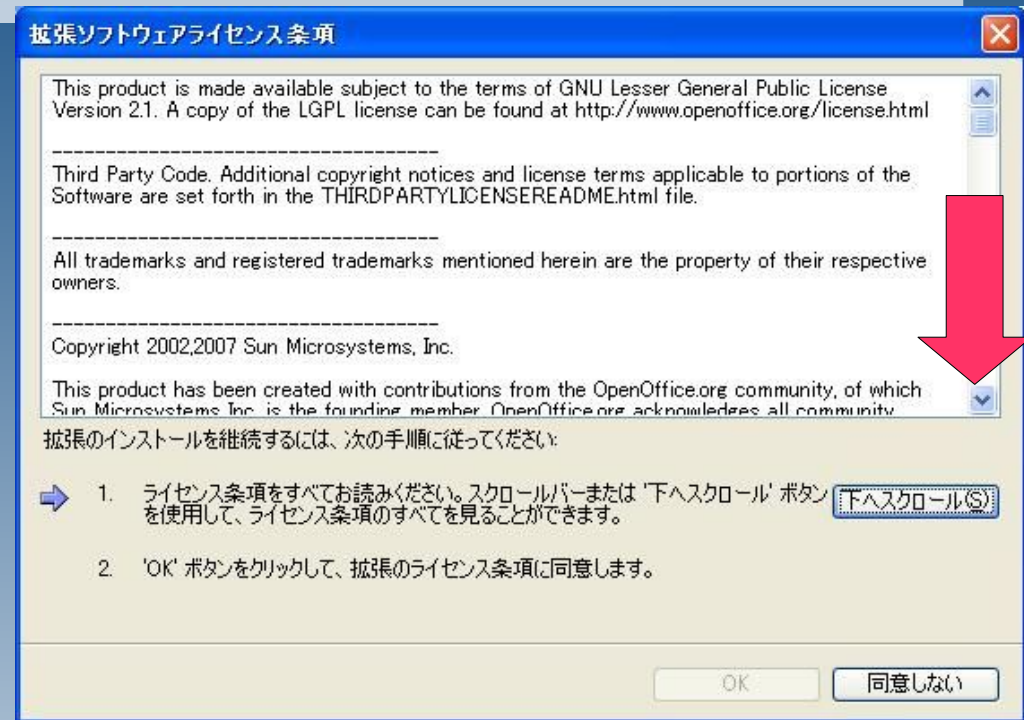 拡張ソフトウェアライセンス条項
This product is made available subject to the terms of GNU Lesser General Public License
Version 2.1. A copy of the LGPL license can be found at http://www.openoffice.org/license.html
------------------------------------
Third Party Code. Additional copyright notices and license terms applicable to portions of the
Software are set forth in the THIRDPARTYLICENSEREADME.html file.
------------------------------------
All trademarks and registered trademarks mentioned herein are the property of their respective
owners.
------------------------------------
Copyright 2002,2007 Sun Microsystems, Inc.
This product has been created with contributions from the OpenOffice.org community, of which
Sun Microsystems Inc. is the founding member. OpenOffice.org acknowledges all community
拡張のインストールを継続するには、次の手順に従ってください:
1. ライセンス条項をすべてお読みください。スクロールバーまたは '下へスクロール' ボタン
を使用して、ライセンス条項のすべてを見ることができます。
下へスクロール(S)
2. 'OK' ボタンをクリックして、拡張のライセンス条項に同意します。
OK
同意しない